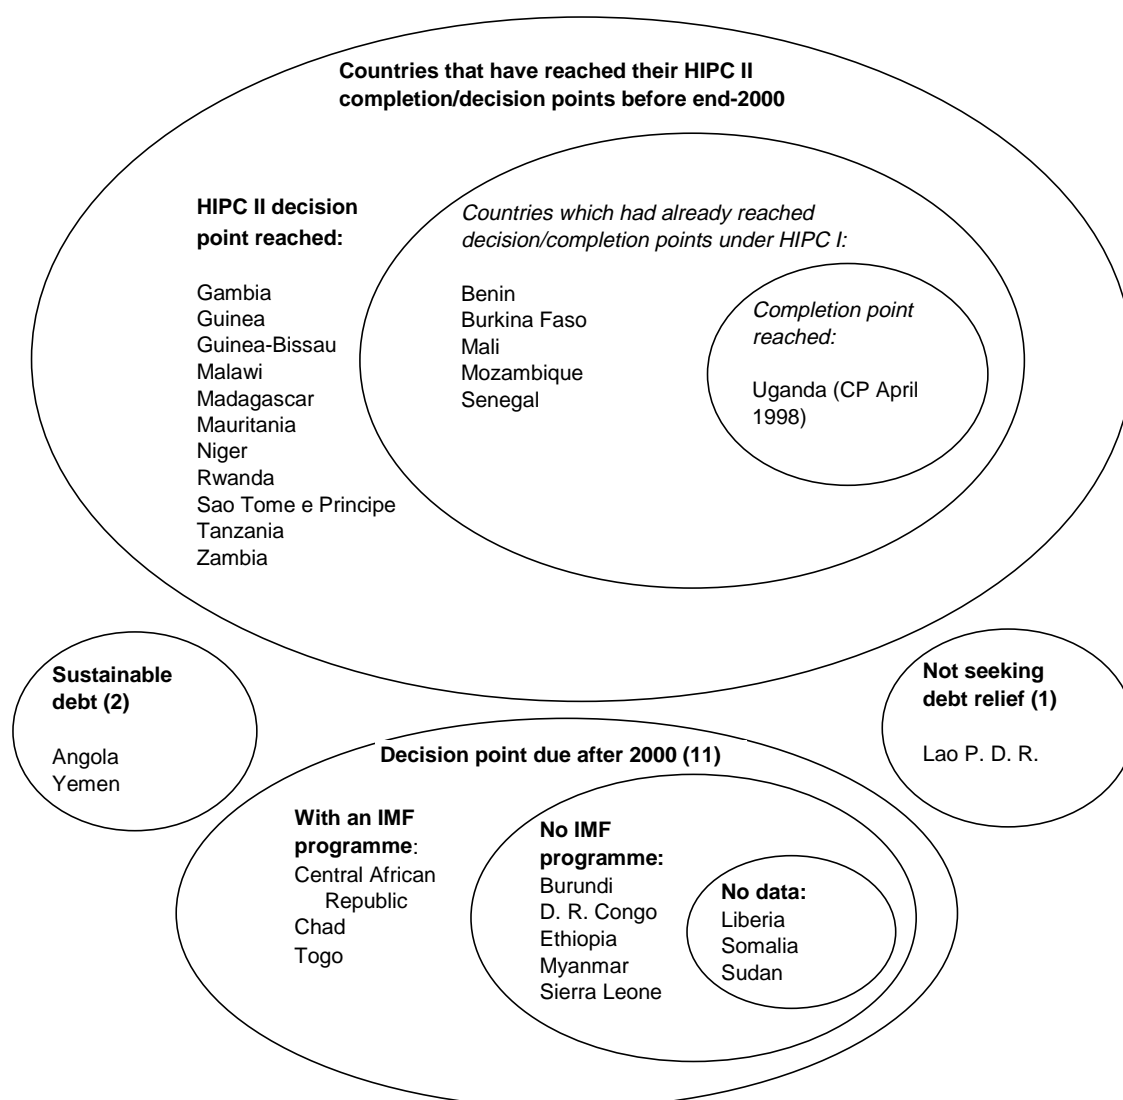 Countries that have reached their HIPC II
completion/decision points before end-2000
HIPC II decision
point reached:
Gambia
Guinea
Guinea-Bissau
Malawi
Madagascar
Mauritania
Niger
Rwanda
Sao Tome e Principe
Tanzania
Zambia
Countries which had already reached
decision/completion points under HIPC I:
Benin
Burkina Faso
Mali
Mozambique
Senegal
Completion point
reached:
Uganda (CP April
1998)
Sustainable
debt (2)
Angola
Yemen
Not seeking
debt relief (1)
Lao P. D. R.
Decision point due after 2000 (11)
With an IMF
programme:
Central African
Republic
Chad
Togo
No IMF
programme:
Burundi
D. R. Congo
Ethiopia
Myanmar
Sierra Leone
No data:
Liberia
Somalia
Sudan